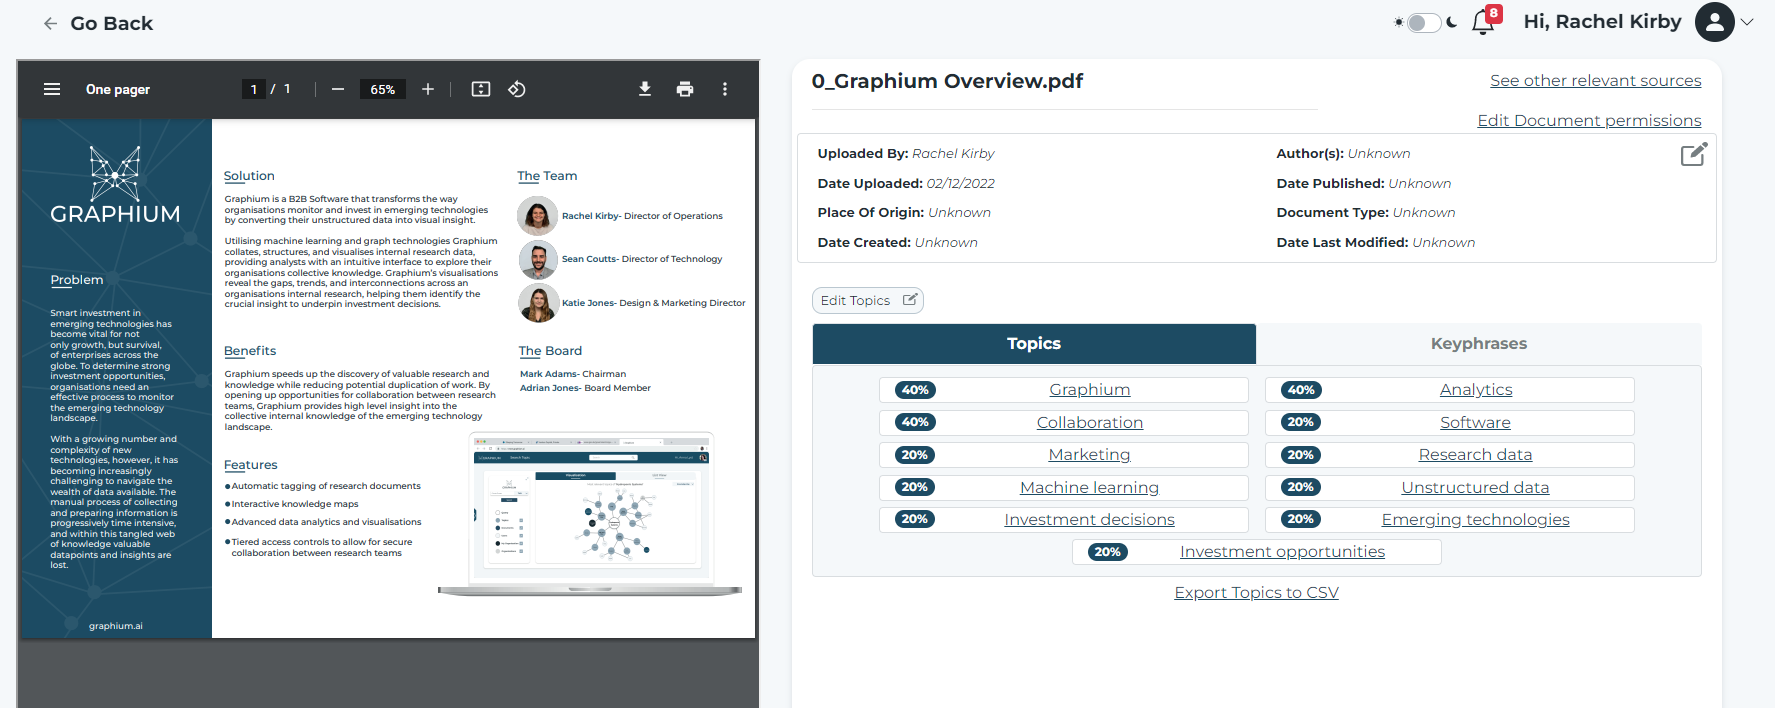 Go Back
8
Hi, Rachel Kirby
One pager
1 / 1
65%
GRAPHIUM
Problem
Smart investment in
emerging technologies has
become vital for not
only growth, but survival,
of enterprises across the
globe. To determine strong
investment opportunities,
organisations need an
effective process to monitor
the emerging technology
landscape.
With a growing number and
complexity of new
technologies, however, it has
becoming increasingly
challenging to navigate the
wealth of data available. The
manual process of collecting
and preparing information is
progressively time intensive,
and within this tangled web
of knowledge valuable
datapoints and insights are
lost.
graphium.ai
Solution
Graphium is a B2B Software that transforms the way
organisations monitor and invest in emerging technologies
by converting their unstructured data into visual insight.
Utilising machine learning and graph technologies Graphium
collates, structures, and visualises internal research data,
providing analysts with an intuitive interface to explore their
organisations collective knowledge. Graphium's visualisations
reveal the gaps, trends, and interconnections across an
organisations internal research, helping them identify the
crucial insight to underpin investment decisions.
Benefits
Graphium speeds up the discovery of valuable research and
knowledge while reducing potential duplication of work. By
opening up opportunities for collaboration between research
teams, Graphium provides high level insight into the
collective internal knowledge of the emerging technology
landscape.
Features
Automatic tagging of research documents
Interactive knowledge maps
Advanced data analytics and visualisations
Tiered access controls to allow for secure
collaboration between research teams
The Team
Rachel Kirby- Director of Operations
Sean Coutts- Director of Technology
Katie Jones- Design & Marketing Director
The Board
Mark Adams- Chairman
Adrian Jones- Board Member
0_Graphium Overview.pdf
See other relevant sources
Edit Document permissions
Uploaded By: Rachel Kirby
Author(s): Unknown
Date Uploaded: 02/12/2022
Date Published: Unknown
Place Of Origin: Unknown
Document Type: Unknown
Date Created: Unknown
Date Last Modified: Unknown
Edit Topics
Topics
Keyphrases
40% Graphium
40% Analytics
40% Collaboration
20% Software
20% Marketing
20% Research data
20% Machine learning
20% Unstructured data
20% Investment decisions
20% Emerging technologies
20% Investment opportunities
Export Topics to CSV